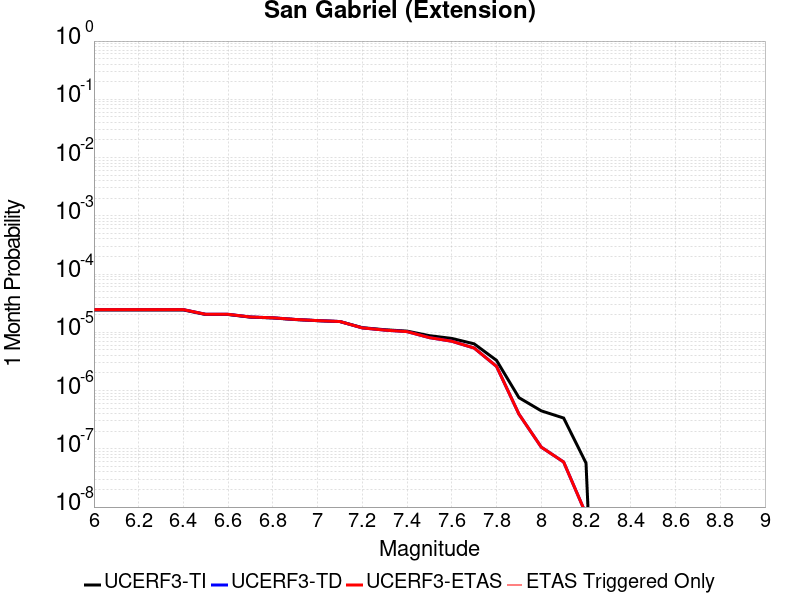 San Gabriel (Extension)
10^0
10^-1
10^-2
10^-3
10^-4
10^-5
10^-6
10^-7
10^-8
1 Month Probability
6 6.2 6.4 6.6 6.8 7 7.2 7.4 7.6 7.8 8 8.2 8.4 8.6 8.8 9
Magnitude
UCERF3-TI UCERF3-TD UCERF3-ETAS ETAS Triggered Only